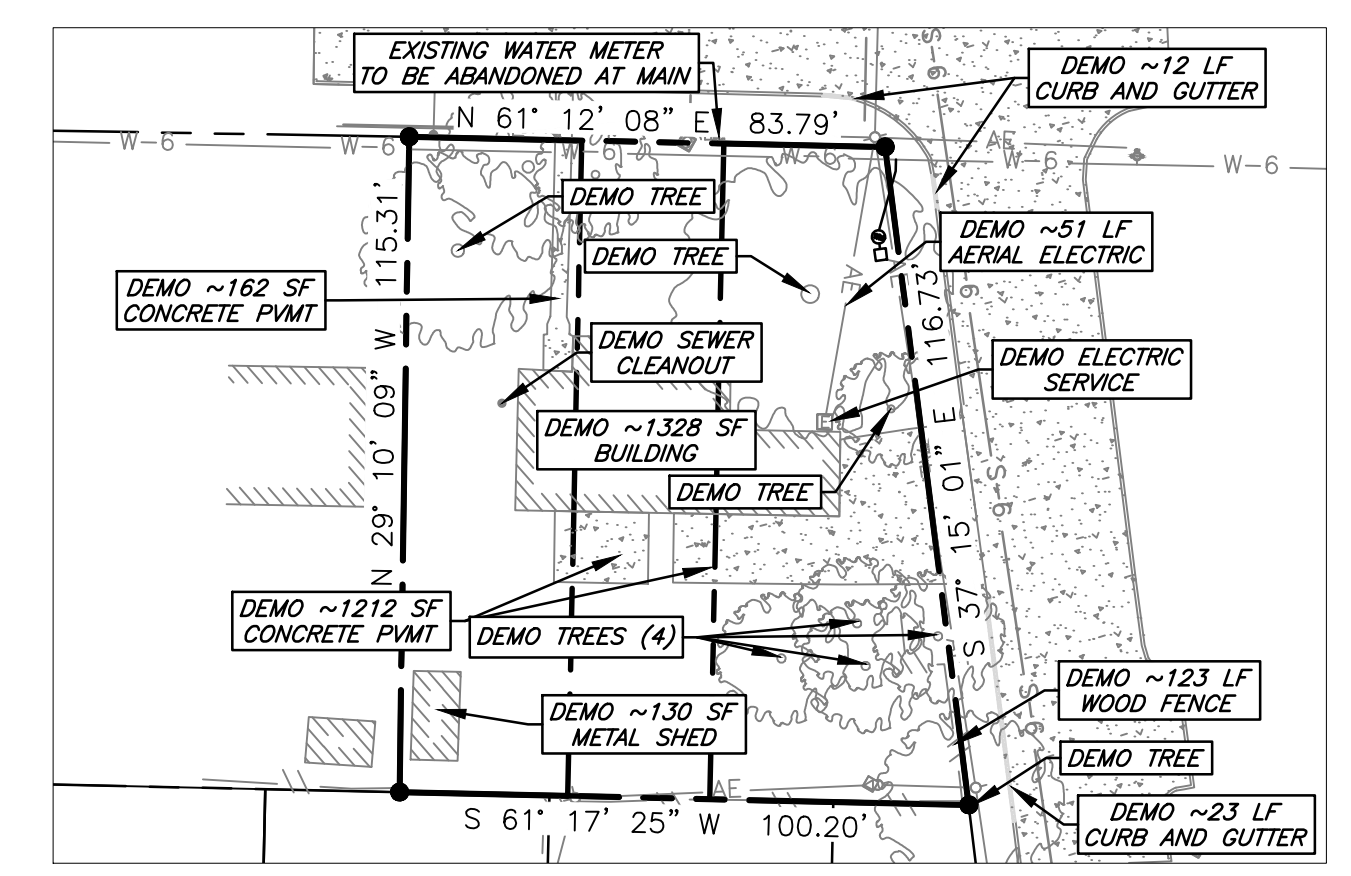 EXISTING WATER METER
TO BE ABANDONED AT MAIN
S-6
DEMO ~12 LF
CURB AND GUTTER
N 61° 12' 08" E 83.79'
AE
W-6
W-6
W-6
W-6
W-6
W-6
DEMO TREE
DEMO TREE
DEMO ~51 LF
AERIAL ELECTRIC
115.31'
N 29° 10' 09" W
AE
DEMO ~162 SF
CONCRETE PVMT
116.73'
S 37° 15' 01" E
DEMO SEWER
CLEANOUT
DEMO ELECTRIC
SERVICE
E
DEMO ~1328 SF
BUILDING
DEMO TREE
S-6
DEMO ~1212 SF
CONCRETE PVMT
DEMO TREES (4)
DEMO ~123 LF
WOOD FENCE
DEMO ~130 SF
METAL SHED
DEMO TREE
AE
DEMO ~23 LF
CURB AND GUTTER
S 61° 17' 25" W 100.20'